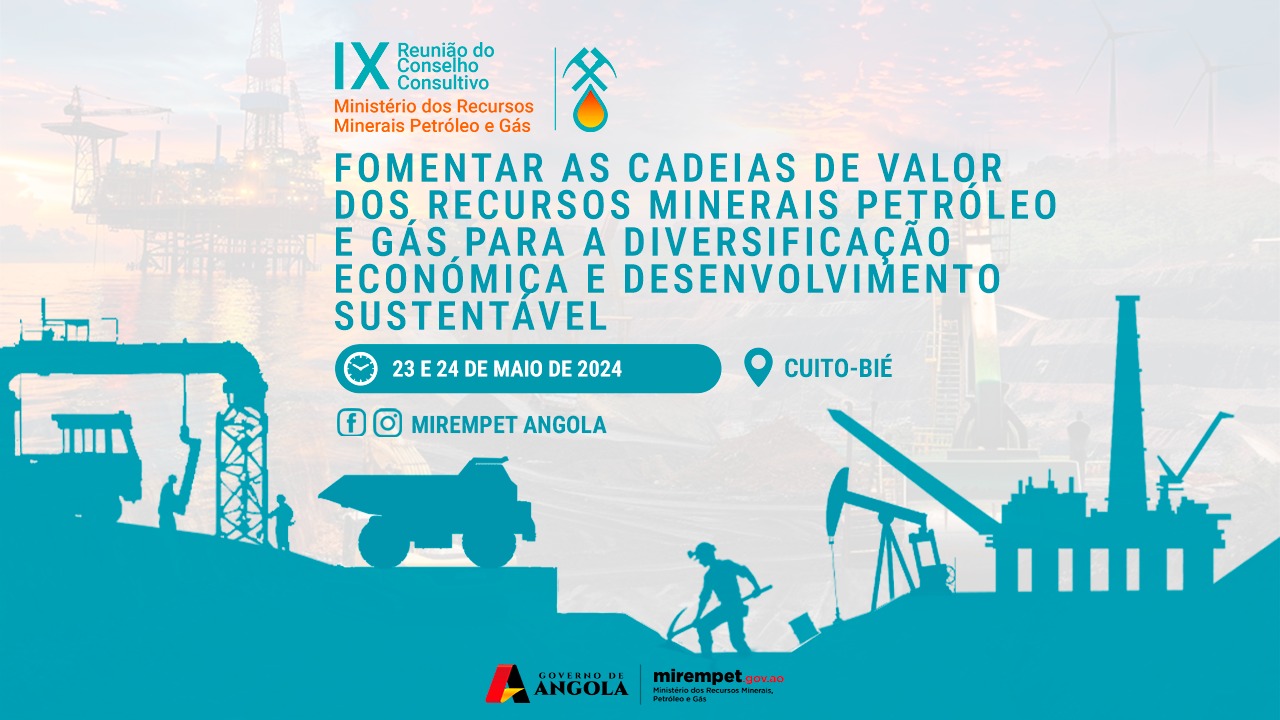 IX
Reunião do
Conselho
Consultivo
Ministério dos Recursos
Minerais Petróleo e Gás
FOMENTAR AS CADEIAS DE VALOR
DOS RECURSOS MINERAIS PETRÓLEO
E GÁS PARA A DIVERSIFICAÇÃO
ECONÓMICA E DESENVOLVIMENTO
SUSTENTÁVEL
23 E 24 DE MAIO DE 2024
CUITO-BIÉ
MIREMPET ANGOLA
GOVERNO DE
ANGOLA
mirempet.gov.ao
Ministério dos Recursos Minerais,
Petróleo e Gás